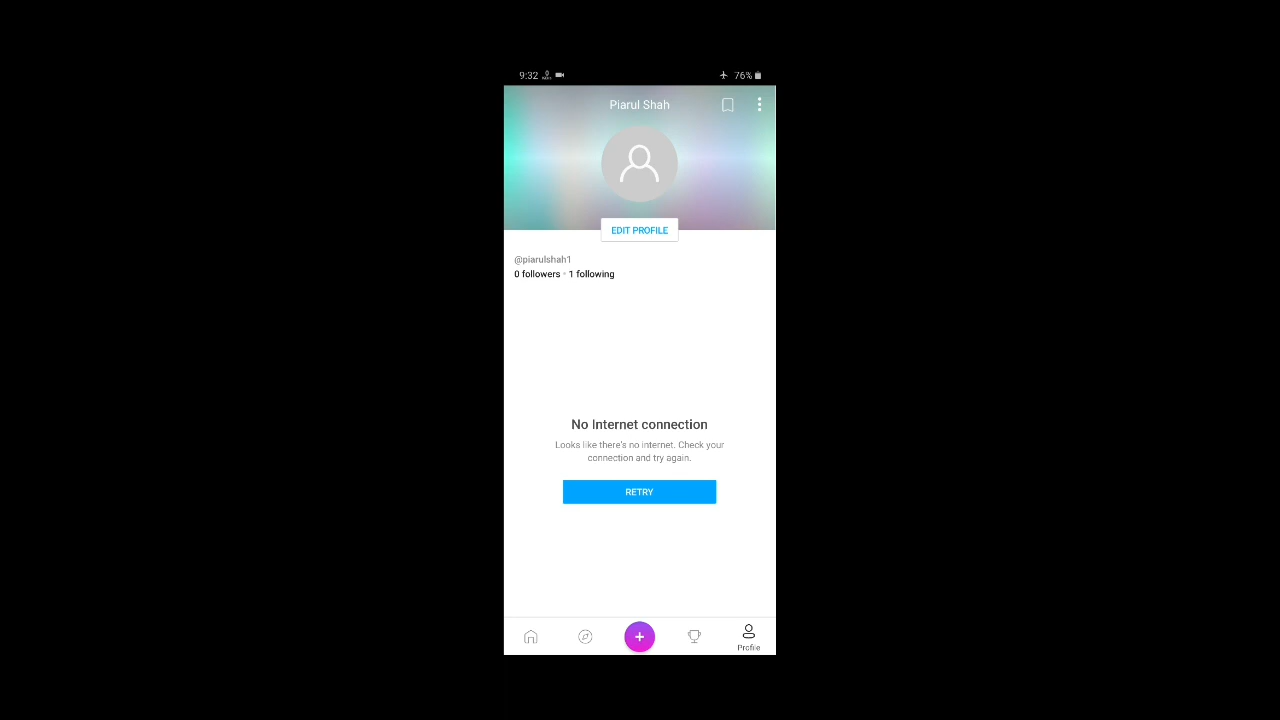 9:32 76%
Piarul Shah
EDIT PROFILE
@piarulshah1
0 followers • 1 following
No Internet connection
Looks like there's no internet. Check your
connection and try again.
RETRY
+
Profile